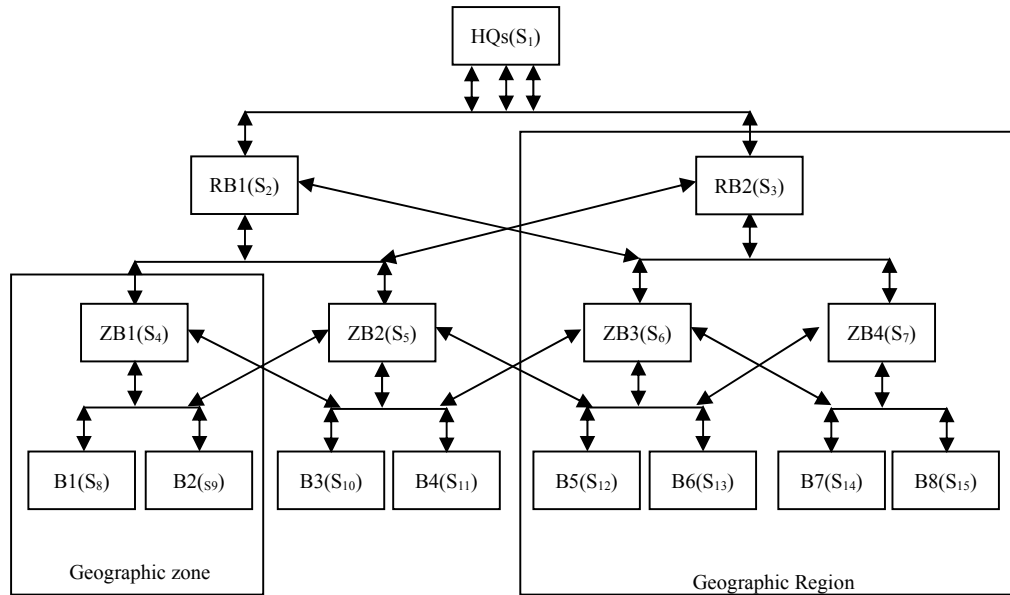 HQs(S₁)
RB1(S₂)
RB2(S₃)
ZB1(S₄)
ZB2(S₅)
ZB3(S₆)
ZB4(S₇)
B1(S₈)
B2(S9)
B3(S₁₀)
B4(S₁₁)
B5(S₁₂)
B6(S₁₃)
B7(S₁₄)
B8(S₁₅)
Geographic zone
Geographic Region